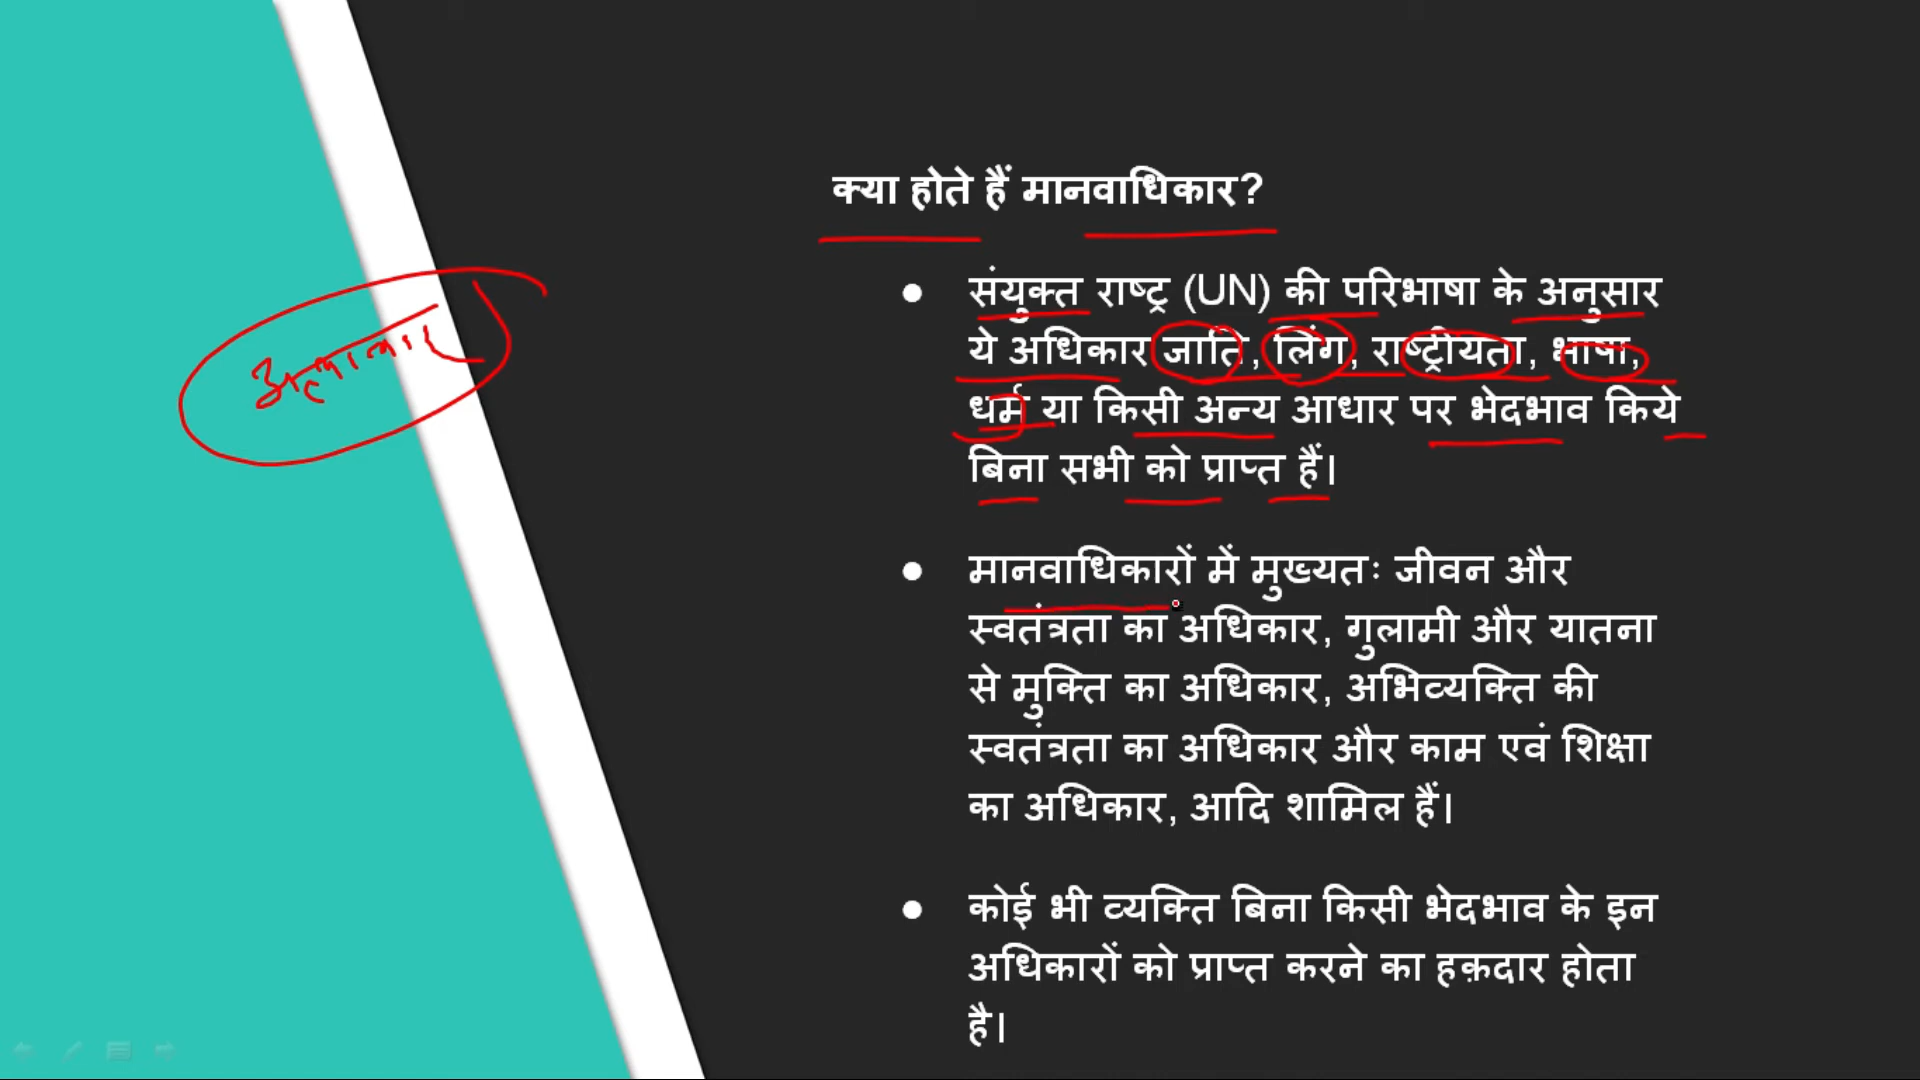 क्या होते हैं मानवाधिकार?
संयुक्त राष्ट्र (UN) की परिभाषा के अनुसार
ये अधिकार जाति, लिंग, राष्ट्रीयता, भाषा,
धर्म या किसी अन्य आधार पर भेदभाव किये
बिना सभी को प्राप्त हैं।
मानवाधिकारों में मुख्यतः जीवन और
स्वतंत्रता का अधिकार, गुलामी और यातना
से मुक्ति का अधिकार, अभिव्यक्ति की
स्वतंत्रता का अधिकार और काम एवं शिक्षा
का अधिकार, आदि शामिल हैं।
कोई भी व्यक्ति बिना किसी भेदभाव के इन
अधिकारों को प्राप्त करने का हक़दार होता
है।